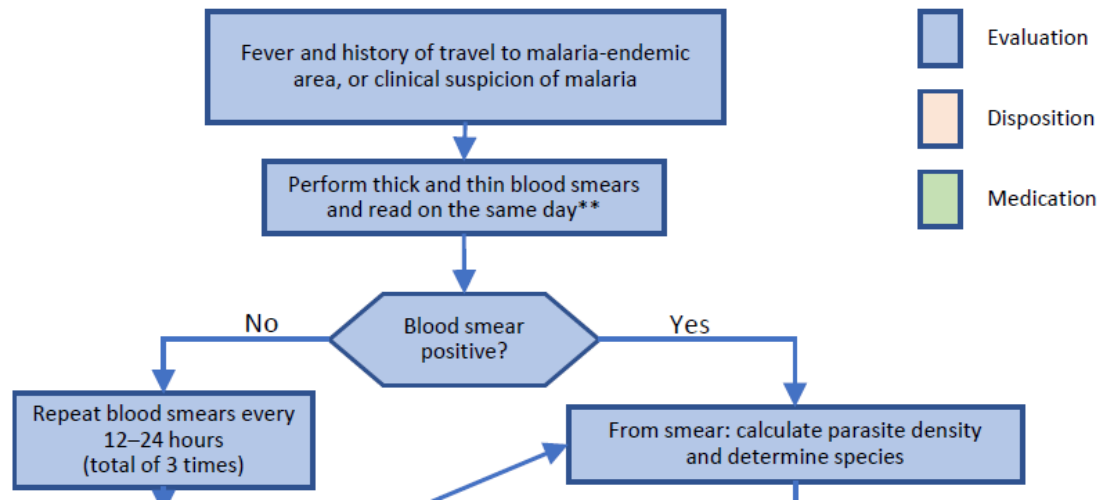 Fever and history of travel to malaria-endemic
area, or clinical suspicion of malaria
Evaluation
Disposition
Medication
Perform thick and thin blood smears
and read on the same day**
Blood smear
positive?
No
Yes
Repeat blood smears every
12–24 hours
(total of 3 times)
From smear: calculate parasite density
and determine species